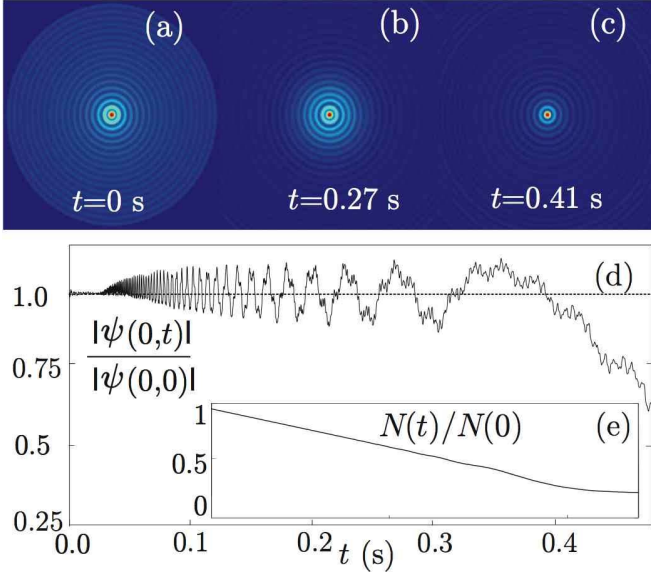 (a) (b) (c)
t=0 s t=0.27 s t=0.41 s
(d)
1.0
|ψ(0,t)|
|ψ(0,0)|
0.75
0.5
0.25
1
0.5
0
N(t)/N(0)
(e)
0 0.1 0.2 0.3 0.4
t (s)